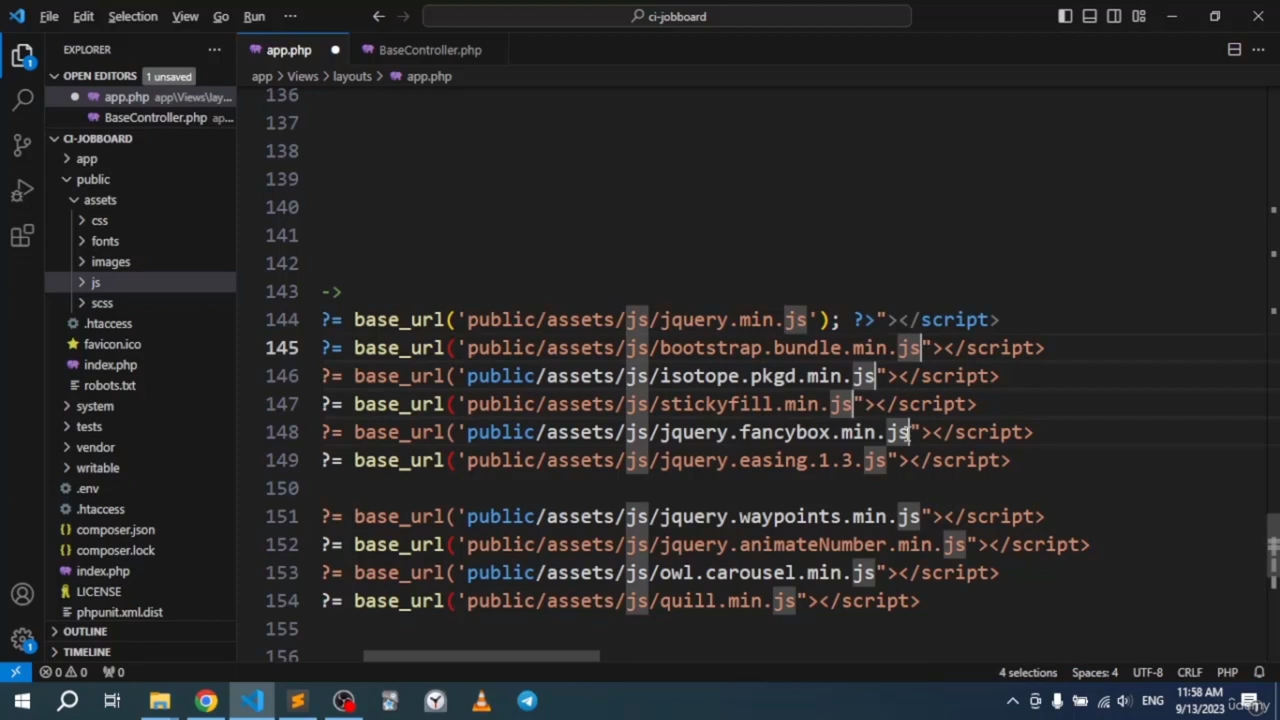 File Edit Selection View Go Run ··· ci-jobboard
EXPLORER ···
app.php BaseController.php
OPEN EDITORS 1 unsaved
app.php app\Views\lay...
BaseController.php ap...
CI-JOBBOARD
app
public
assets
css
fonts
images
js
scss
.htaccess
favicon.ico
index.php
robots.txt
system
tests
vendor
writable
.env
.htaccess
composer.json
composer.lock
index.php
LICENSE
phpunit.xml.dist
OUTLINE
TIMELINE
app > Views > layouts > app.php
136
137
138
139
140
141
142
143 ->
144 ?= base_url('public/assets/js/jquery.min.js'); ?>"></script>
145 ?= base_url('public/assets/js/bootstrap.bundle.min.js"></script>
146 ?= base_url('public/assets/js/isotope.pkgd.min.js"></script>
147 ?= base_url('public/assets/js/stickyfill.min.js"></script>
148 ?= base_url('public/assets/js/jquery.fancybox.min.js"></script>
149 ?= base_url('public/assets/js/jquery.easing.1.3.js"></script>
150
151 ?= base_url('public/assets/js/jquery.waypoints.min.js"></script>
152 ?= base_url('public/assets/js/jquery.animateNumber.min.js"></script>
153 ?= base_url('public/assets/js/owl.carousel.min.js"></script>
154 ?= base_url('public/assets/js/quill.min.js"></script>
155
156
0 0 0 4 selections Spaces: 4 UTF-8 CRLF PHP
ENG 11:58 AM
9/13/2023
udemy